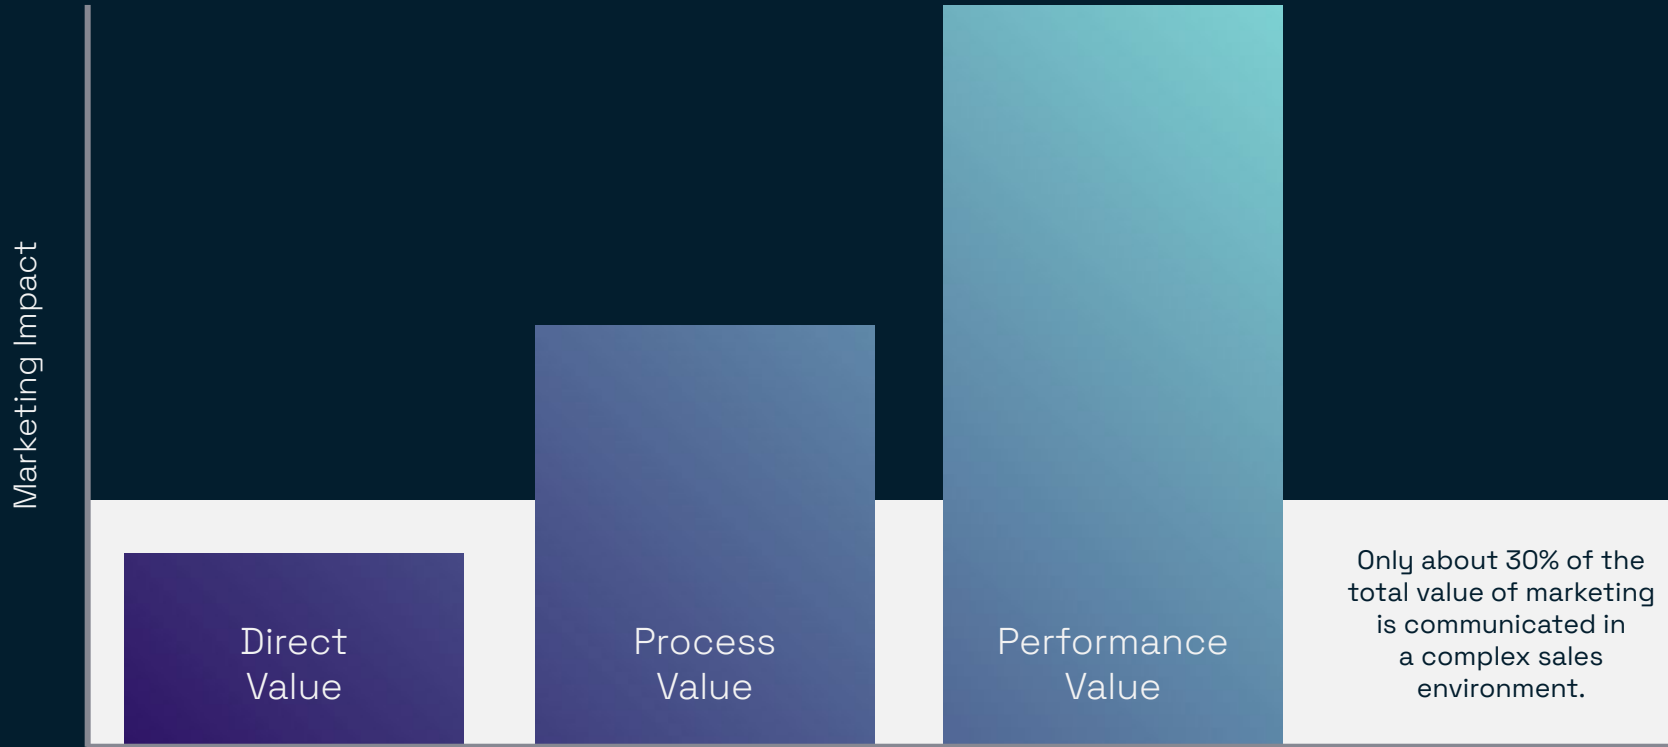 Marketing Impact
Direct
Value
Process
Value
Performance
Value
Only about 30% of the
total value of marketing
is communicated in
a complex sales
environment.